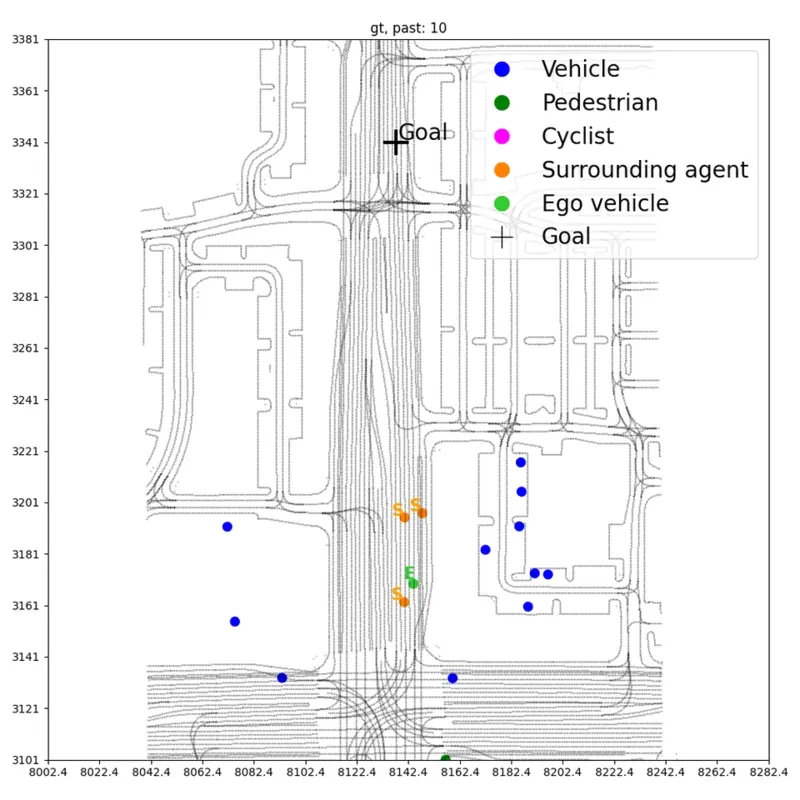 gt, past: 10
3381
3361
3341
3321
3301
3281
3261
3241
3221
3201
3181
3161
3141
3121
3101
Goal
Vehicle
Pedestrian
Cyclist
Surrounding agent
Ego vehicle
Goal
S S
E
S
8002.4 8022.4 8042.4 8062.4 8082.4 8102.4 8122.4 8142.4 8162.4 8182.4 8202.4 8222.4 8242.4 8262.4 8282.4